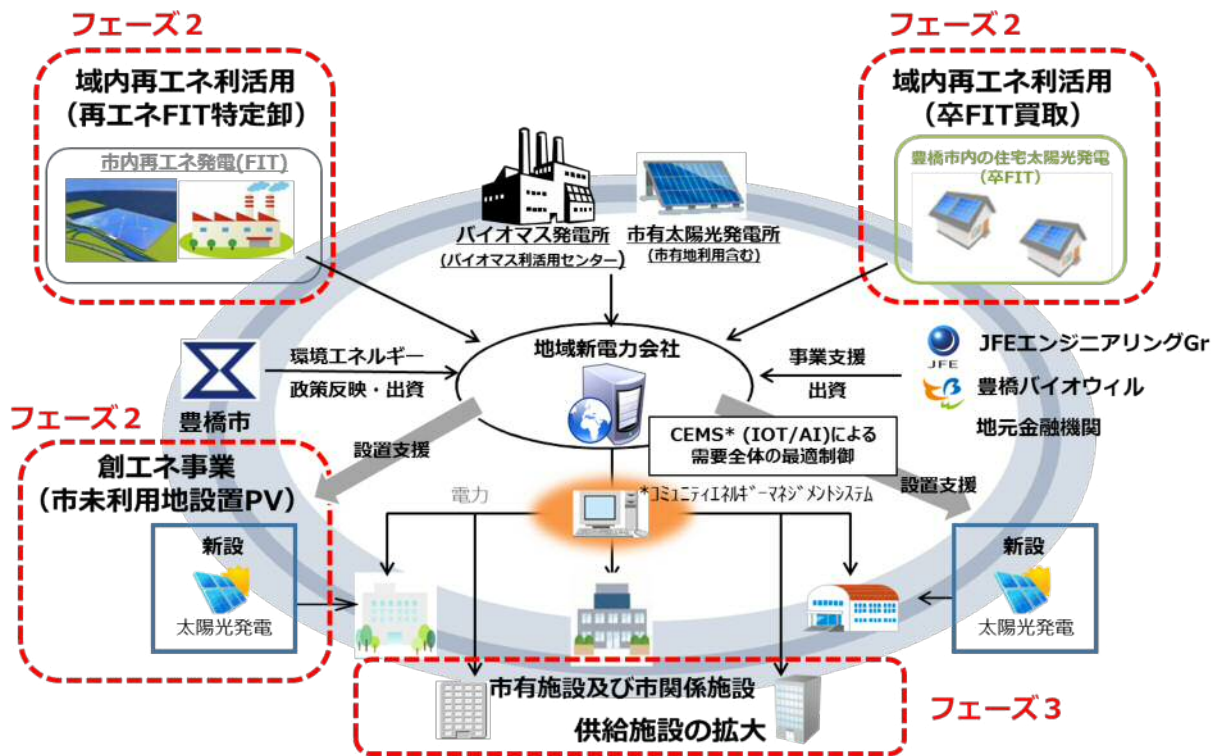 フェーズ2
域内再エネ利活用
(再エネFIT特定卸)
市内再エネ発電(FIT)
フェーズ2
域内再エネ利活用
(卒FIT買取)
豊橋市内の住宅太陽光発電
(卒FIT)
バイオマス発電所
(バイオマス利活用センター)
市有太陽光発電所
(市有地利用含む)
地域新電力会社
環境エネルギー
政策反映・出資
豊橋市
事業支援
出資
JFE
JFEエンジニアリングGr
豊橋バイオウィル
地元金融機関
CEMS* (IOT/AI)による
需要全体の最適制御
*コミュニティエネルギーマネジメントシステム
設置支援
設置支援
フェーズ2
創エネ事業
(市未利用地設置PV)
新設
太陽光発電
電力
新設
太陽光発電
市有施設及び市関係施設
供給施設の拡大
フェーズ3